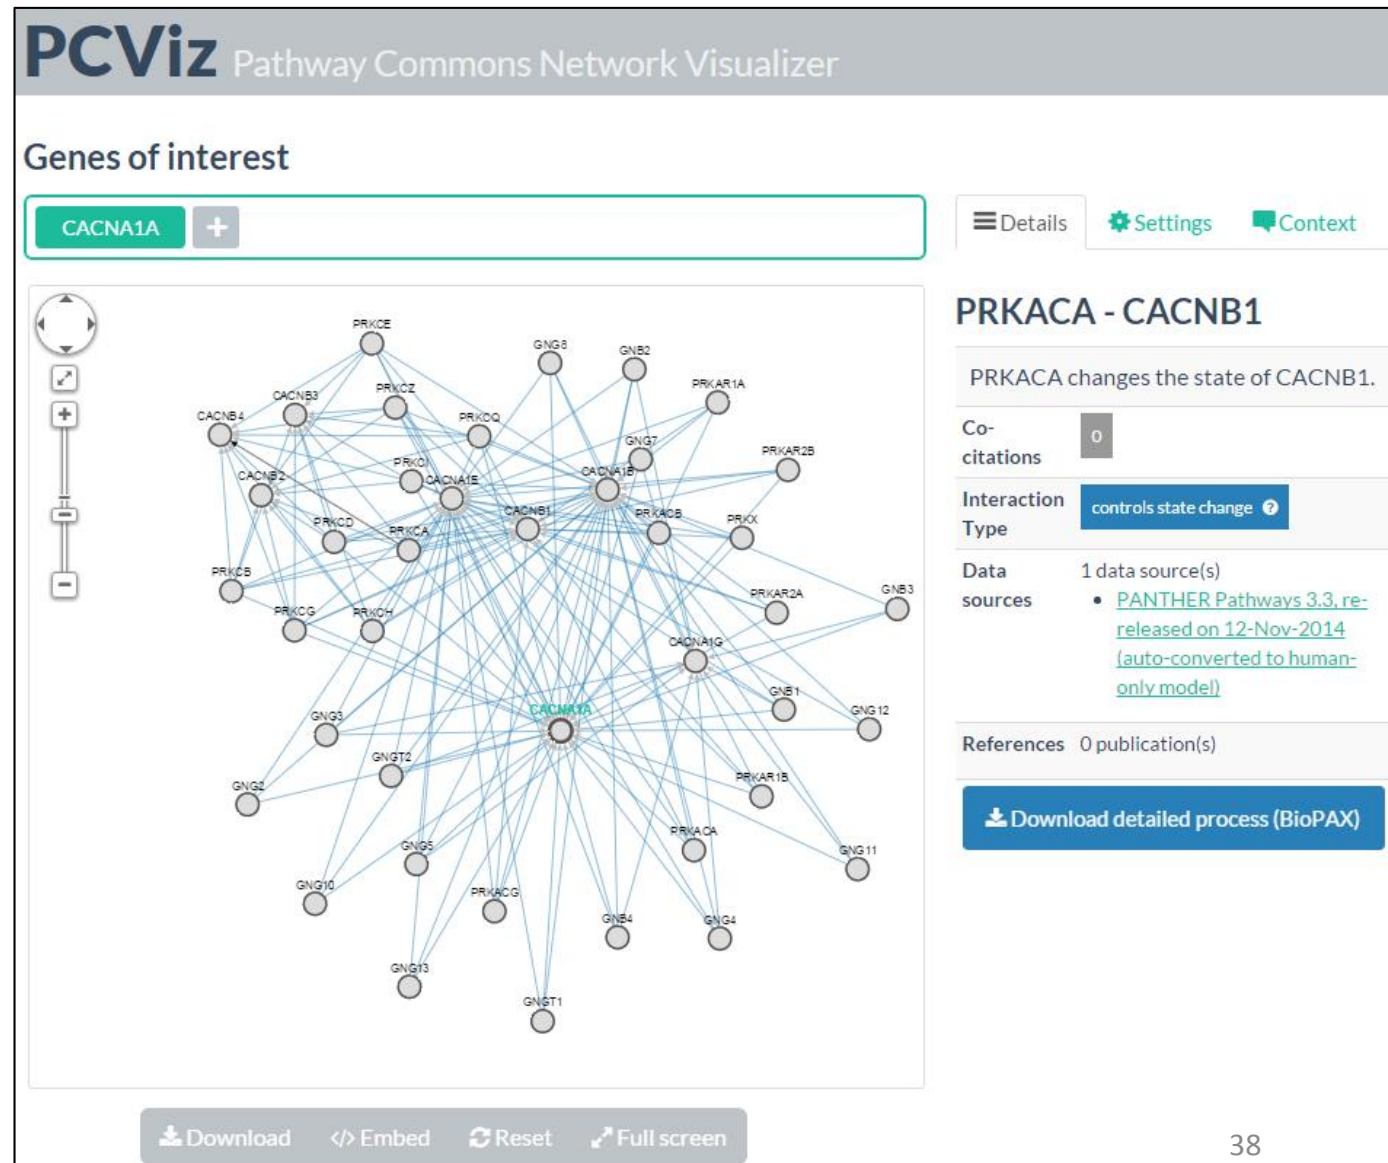 PCViz Pathway Commons Network Visualizer
Genes of interest
CACNA1A +
Details Settings Context
PRKACA - CACNB1
PRKACA changes the state of CACNB1.
Co-
citations
0
Interaction
Type
controls state change ?
Data
sources
1 data source(s)
• PANTHER Pathways 3.3, re-
released on 12-Nov-2014
(auto-converted to human-
only model)
References 0 publication(s)
Download detailed process (BioPAX)
PRKCE
GNG8
GNB2
PRKAR1A
PRKCZ
CACNB3
CACNB4
PRKCQ
GNG7
PRKAR2B
PRKCI
CACNA1E
CACNA1B
CACNB2
CACNB1
PRKACB
PRKX
PRKCD
PRKCA
PRKCB
PRKAR2A
GNB3
PRKCG
PRKCH
CACNA1G
GNB1
GNG12
CACNA1A
GNG3
GNGT2
PRKAR1B
GNG2
PRKACA
GNG5
GNG11
GNG10
PRKACG
GNB4
GNG4
GNG13
GNGT1
Download </> Embed Reset Full screen
38